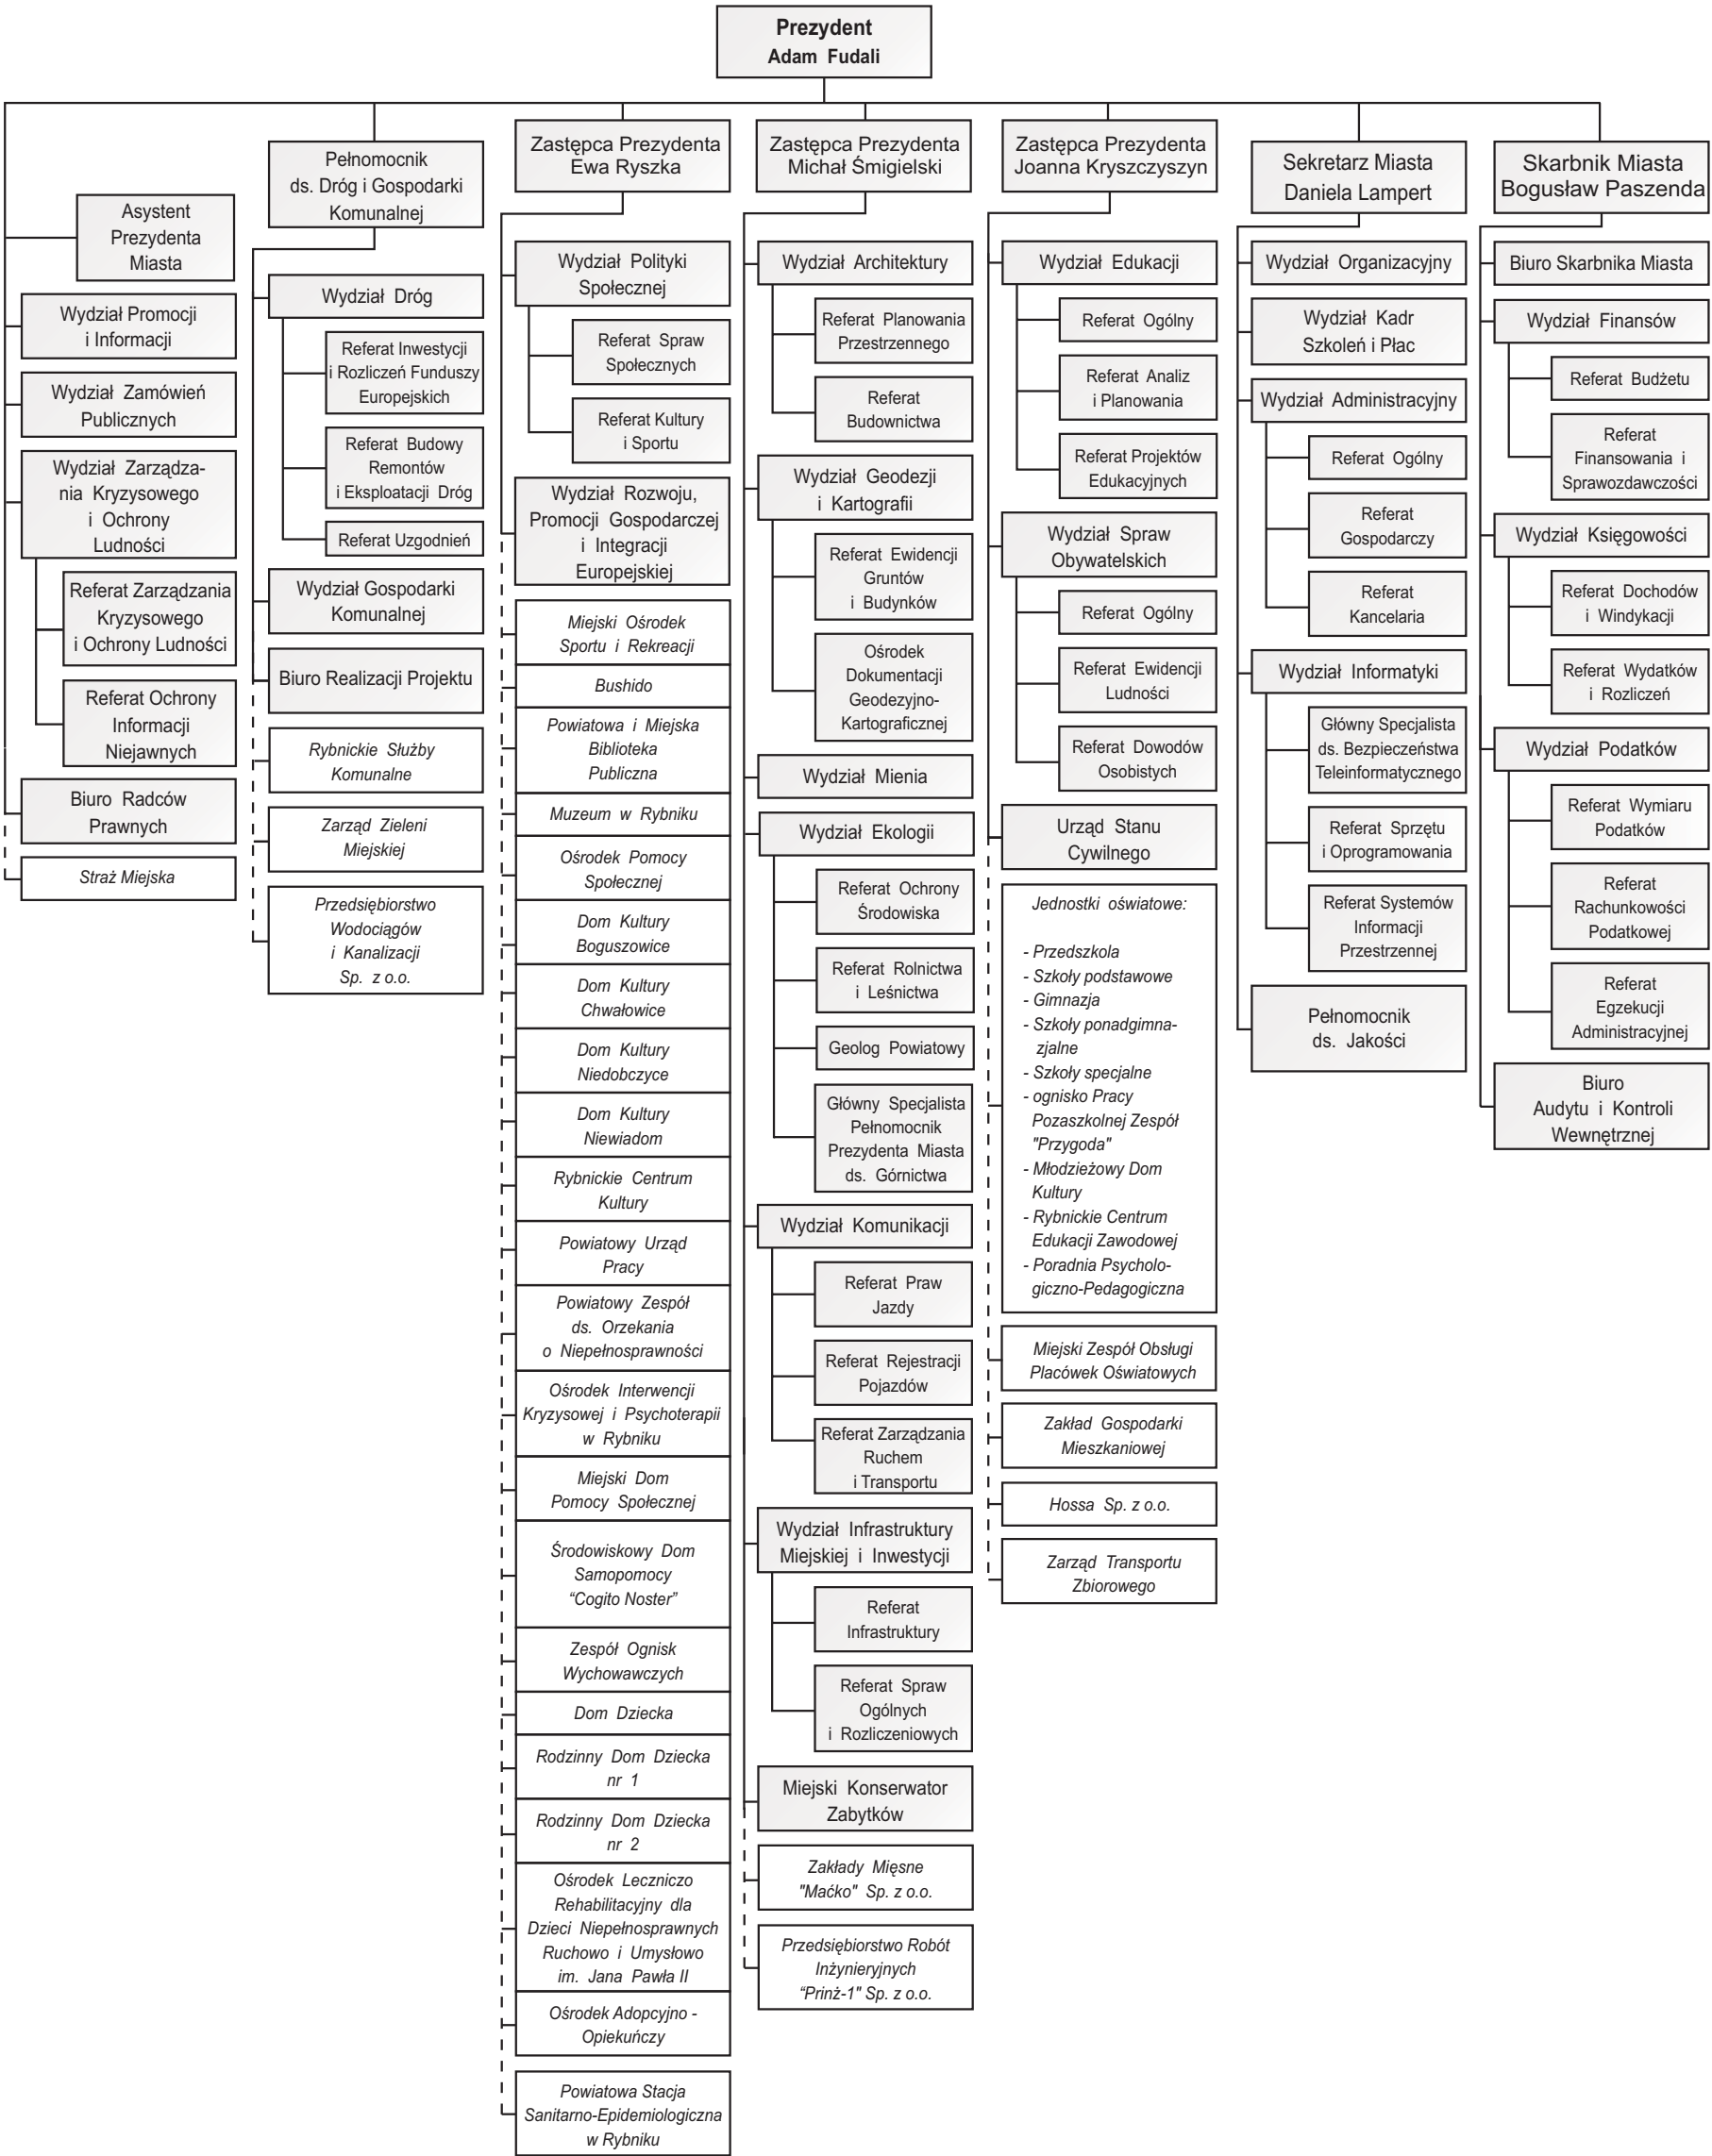 Prezydent
Adam Fudali
Asystent
Prezydenta
Miasta
Wydział Promocji
i Informacji
Wydział Zamówień
Publicznych
Wydział Zarządza-
nia Kryzysowego
i Ochrony
Ludności
Referat Zarządzania
Kryzysowego
i Ochrony Ludności
Referat Ochrony
Informacji
Niejawnych
Biuro Radców
Prawnych
Straż Miejska
Pełnomocnik
ds. Dróg i Gospodarki
Komunalnej
Wydział Dróg
Referat Inwestycji
i Rozliczeń Funduszy
Europejskich
Referat Budowy
Remontów
i Eksploatacji Dróg
Referat Uzgodnień
Wydział Gospodarki
Komunalnej
Biuro Realizacji Projektu
Rybnickie Służby
Komunalne
Zarząd Zieleni
Miejskiej
Przedsiębiorstwo
Wodociągów
i Kanalizacji
Sp. z o.o.
Zastępca Prezydenta
Ewa Ryszka
Wydział Polityki
Społecznej
Referat Spraw
Społecznych
Referat Kultury
i Sportu
Wydział Rozwoju,
Promocji Gospodarczej
i Integracji
Europejskiej
Miejski Ośrodek
Sportu i Rekreacji
Bushido
Powiatowa i Miejska
Biblioteka
Publiczna
Muzeum w Rybniku
Ośrodek Pomocy
Społecznej
Dom Kultury
Boguszowice
Dom Kultury
Chwałowice
Dom Kultury
Niedobczyce
Dom Kultury
Niewiadom
Rybnickie Centrum
Kultury
Powiatowy Urząd
Pracy
Powiatowy Zespół
ds. Orzekania
o Niepełnosprawności
Ośrodek Interwencji
Kryzysowej i Psychoterapii
w Rybniku
Miejski Dom
Pomocy Społecznej
Środowiskowy Dom
Samopomocy
“Cogito Noster”
Zespół Ognisk
Wychowawczych
Dom Dziecka
Rodzinny Dom Dziecka
nr 1
Rodzinny Dom Dziecka
nr 2
Ośrodek Leczniczo
Rehabilitacyjny dla
Dzieci Niepełnosprawnych
Ruchowo i Umysłowo
im. Jana Pawła II
Ośrodek Adopcyjno -
Opiekuńczy
Powiatowa Stacja
Sanitarno-Epidemiologiczna
w Rybniku
Zastępca Prezydenta
Michał Śmigielski
Wydział Architektury
Referat Planowania
Przestrzennego
Referat
Budownictwa
Wydział Geodezji
i Kartografii
Referat Ewidencji
Gruntów
i Budynków
Ośrodek
Dokumentacji
Geodezyjno-
Kartograficznej
Wydział Mienia
Wydział Ekologii
Referat Ochrony
Środowiska
Referat Rolnictwa
i Leśnictwa
Geolog Powiatowy
Główny Specjalista
Pełnomocnik
Prezydenta Miasta
ds. Górnictwa
Wydział Komunikacji
Referat Praw
Jazdy
Referat Rejestracji
Pojazdów
Referat Zarządzania
Ruchem
i Transportu
Wydział Infrastruktury
Miejskiej i Inwestycji
Referat
Infrastruktury
Referat Spraw
Ogólnych
i Rozliczeniowych
Miejski Konserwator
Zabytków
Zakłady Mięsne
"Maćko" Sp. z o.o.
Przedsiębiorstwo Robót
Inżynieryjnych
“Prinż-1" Sp. z o.o.
Zastępca Prezydenta
Joanna Kryszczyszyn
Wydział Edukacji
Referat Ogólny
Referat Analiz
i Planowania
Referat Projektów
Edukacyjnych
Wydział Spraw
Obywatelskich
Referat Ogólny
Referat Ewidencji
Ludności
Referat Dowodów
Osobistych
Urząd Stanu
Cywilnego
Jednostki oświatowe:
- Przedszkola
- Szkoły podstawowe
- Gimnazja
- Szkoły ponadgimna-
zjalne
- Szkoły specjalne
- ognisko Pracy
Pozaszkolnej Zespół
"Przygoda"
- Młodzieżowy Dom
Kultury
- Rybnickie Centrum
Edukacji Zawodowej
- Poradnia Psycholo-
giczno-Pedagogiczna
Miejski Zespół Obsługi
Placówek Oświatowych
Zakład Gospodarki
Mieszkaniowej
Hossa Sp. z o.o.
Zarząd Transportu
Zbiorowego
Sekretarz Miasta
Daniela Lampert
Wydział Organizacyjny
Wydział Kadr
Szkoleń i Płac
Wydział Administracyjny
Referat Ogólny
Referat
Gospodarczy
Referat
Kancelaria
Wydział Informatyki
Główny Specjalista
ds. Bezpieczeństwa
Teleinformatycznego
Referat Sprzętu
i Oprogramowania
Referat Systemów
Informacji
Przestrzennej
Pełnomocnik
ds. Jakości
Skarbnik Miasta
Bogusław Paszenda
Biuro Skarbnika Miasta
Wydział Finansów
Referat Budżetu
Referat
Finansowania i
Sprawozdawczości
Wydział Księgowości
Referat Dochodów
i Windykacji
Referat Wydatków
i Rozliczeń
Wydział Podatków
Referat Wymiaru
Podatków
Referat
Rachunkowości
Podatkowej
Referat
Egzekucji
Administracyjnej
Biuro
Audytu i Kontroli
Wewnętrznej